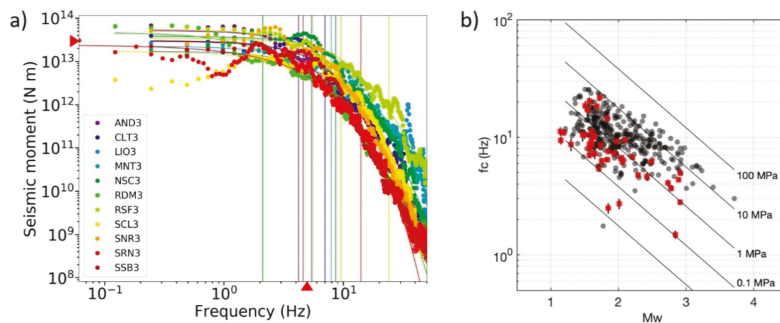 a)
Seismic moment (N m)
10^14
10^13
10^12
10^11
10^10
10^9
10^8
AND3
CLT3
LIO3
MNT3
NSC3
RDM3
RSF3
SCL3
SNR3
SRN3
SSB3
10^−1
10^0
10^1
Frequency (Hz)
b)
fc (Hz)
10^2
10^1
10^0
100 MPa
10 MPa
1 MPa
0.1 MPa
1
2
3
4
Mw